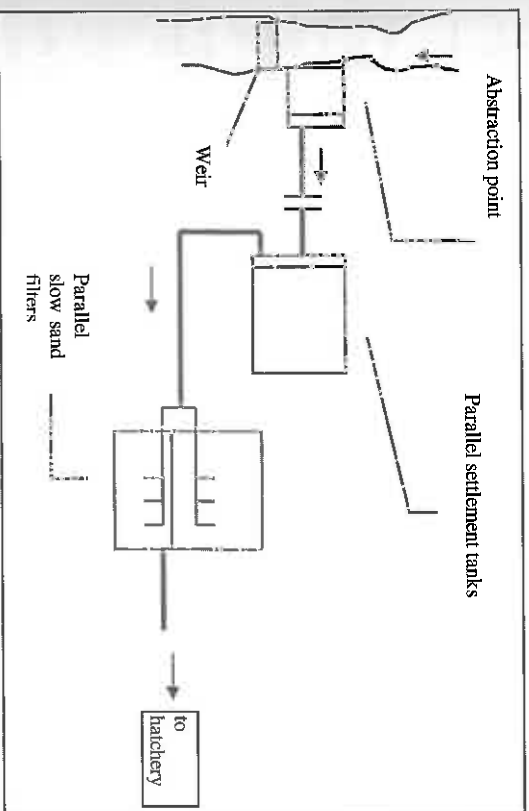 Abstraction point
Parallel settlement tanks
Weir
Parallel
slow sand
filters
to
hatchery